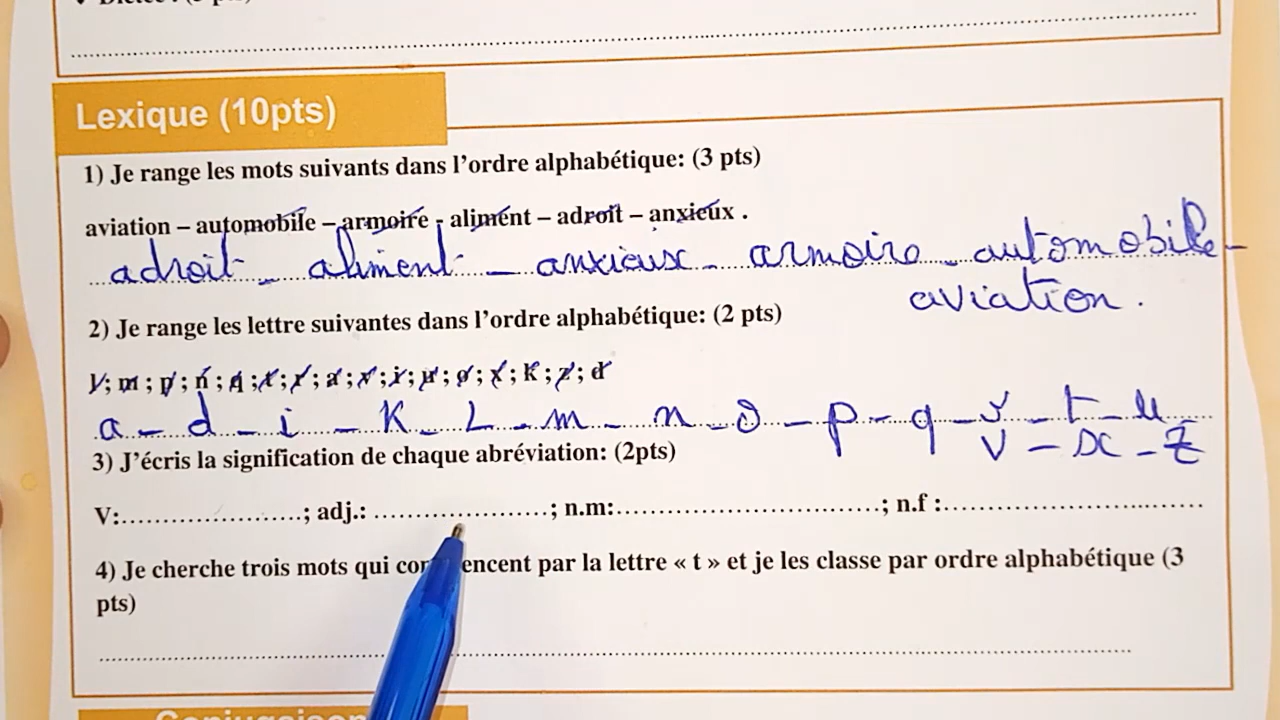 Lexique (10pts)
1) Je range les mots suivants dans l'ordre alphabétique: (3 pts)
aviation – automobile – armoire - aliment – adroit – anxieux .
adroit - aliment - anxieux - armoire - automobile -
aviation .
2) Je range les lettre suivantes dans l'ordre alphabétique: (2 pts)
m ; p ; n ; q ; a ; K ; z ; d
a - d - i - K - L - m - n - o - p - q - t - u
v - x - z
3) J'écris la signification de chaque abréviation: (2pts)
V:......................; adj.: ......................; n.m:................................; n.f :................................
4) Je cherche trois mots qui par la lettre « t » et je les classe par ordre alphabétique (3
pts)